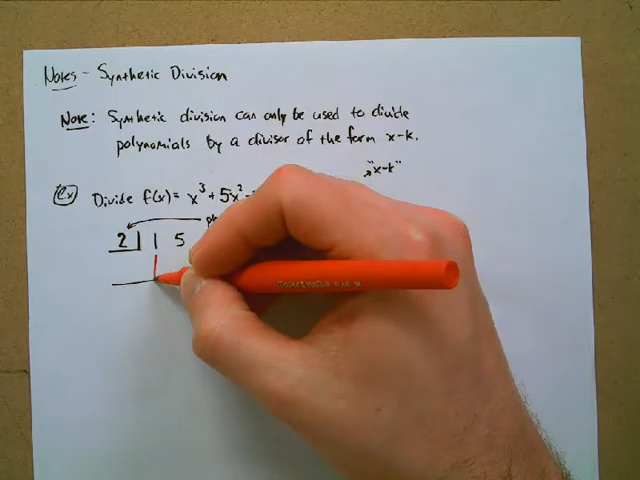 Notes - Synthetic Division
Note: Synthetic division can only be used to divide
polynomials by a divisor of the form x-k.
"x-k"
Ex Divide f(x)= x³ + 5x² -
2 1 5